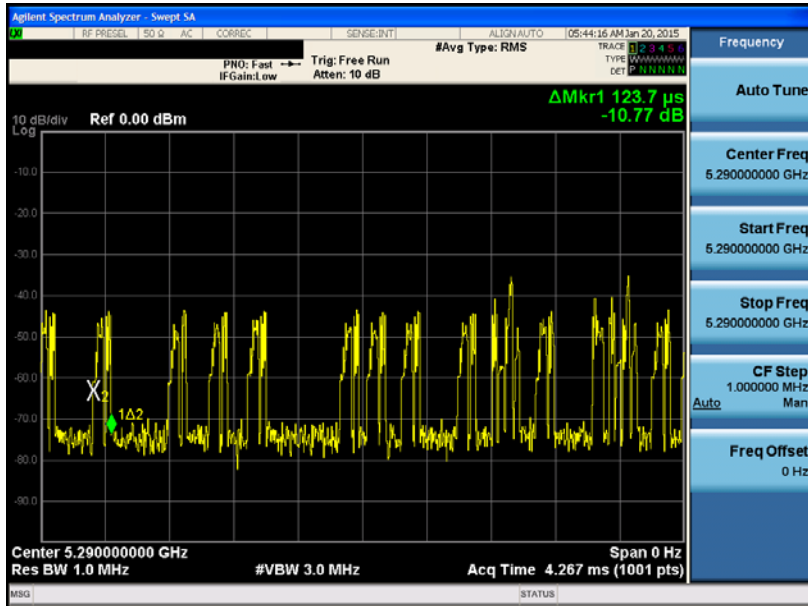 Agilent Spectrum Analyzer - Swept SA
LXI RF PRESEL 50 Ω AC CORREC SENSE:INT ALIGN AUTO 05:44:16 AM Jan 20, 2015
#Avg Type: RMS
TRACE 1 2 3 4 5 6
TYPE W
DET P N N N N N
PNO: Fast Trig: Free Run
IFGain:Low Atten: 10 dB
ΔMkr1 123.7 µs
-10.77 dB
10 dB/div Ref 0.00 dBm
Log
-10.0
-20.0
-30.0
-40.0
-50.0
-60.0
-70.0
-80.0
-90.0
X2
1Δ2
Center 5.290000000 GHz Span 0 Hz
Res BW 1.0 MHz #VBW 3.0 MHz Acq Time 4.267 ms (1001 pts)
MSG STATUS
Frequency
Auto Tune
Center Freq
5.290000000 GHz
Start Freq
5.290000000 GHz
Stop Freq
5.290000000 GHz
CF Step
1.000000 MHz
Auto Man
Freq Offset
0 Hz